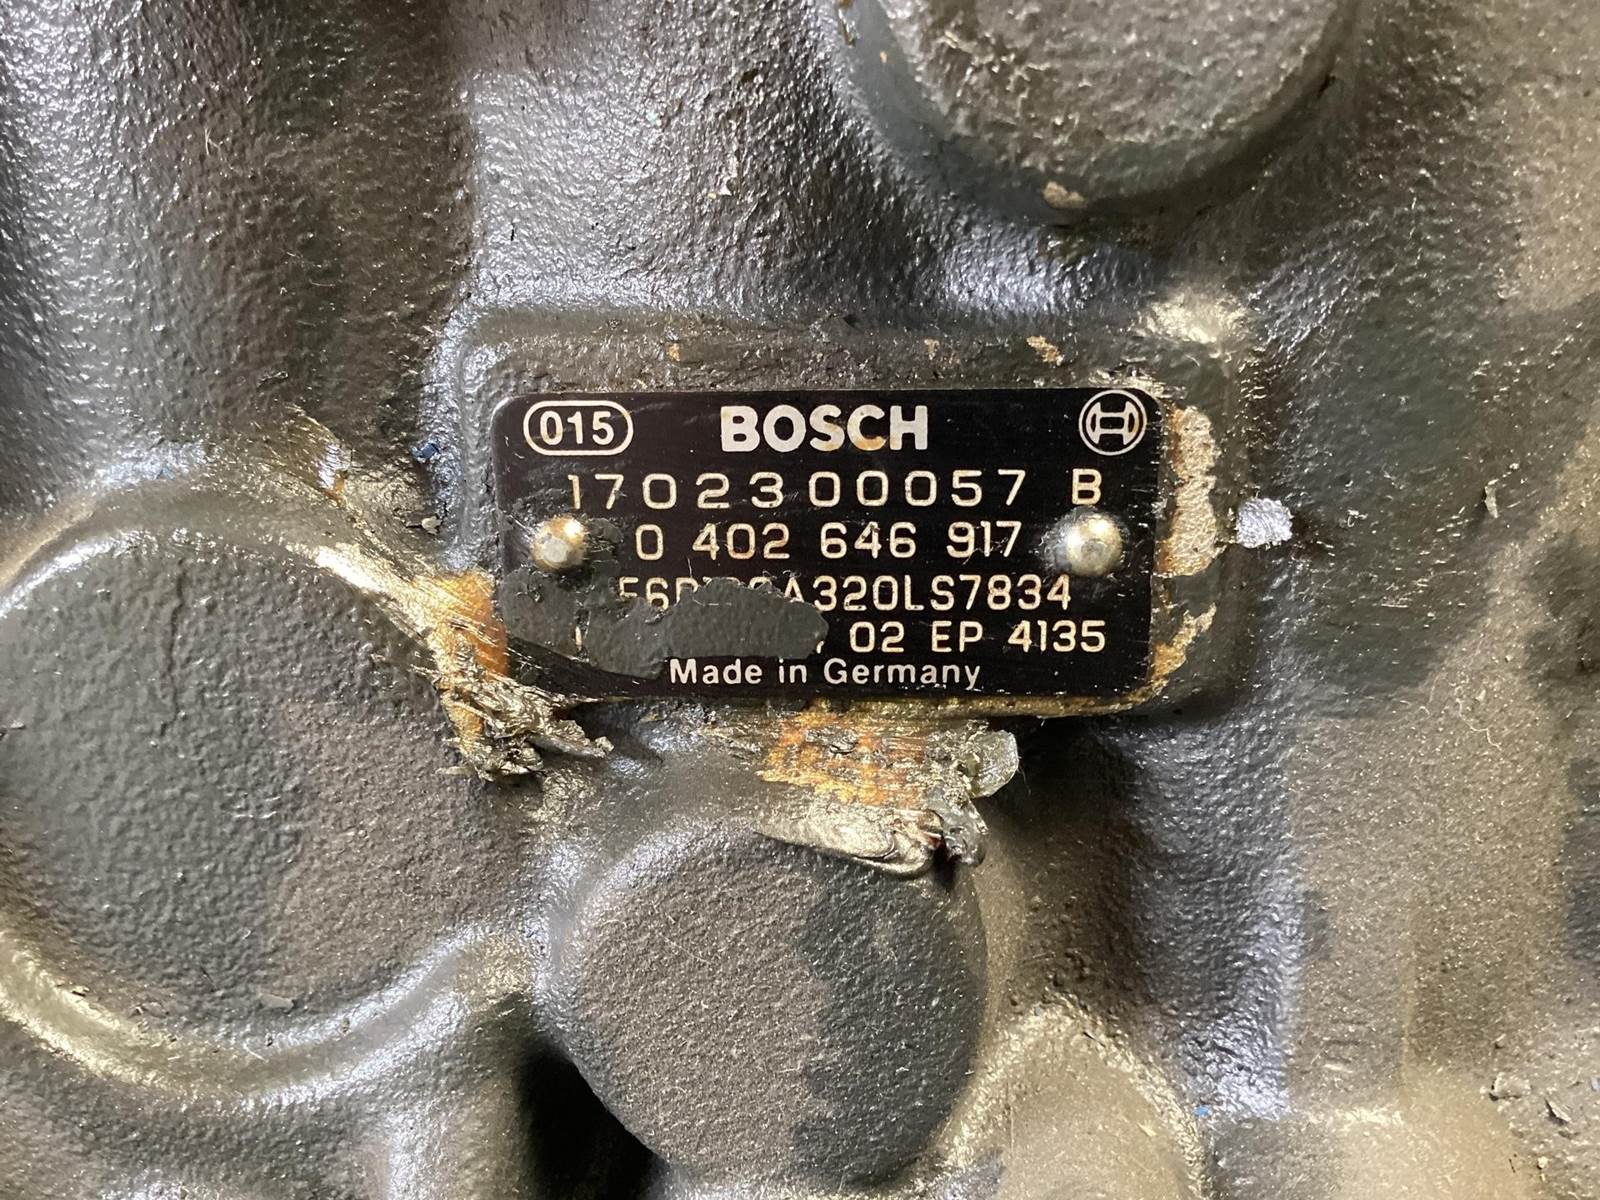 015 BOSCH
1702300057 B
0 402 646 917
A320LS7834
02 EP 4135
Made in Germany